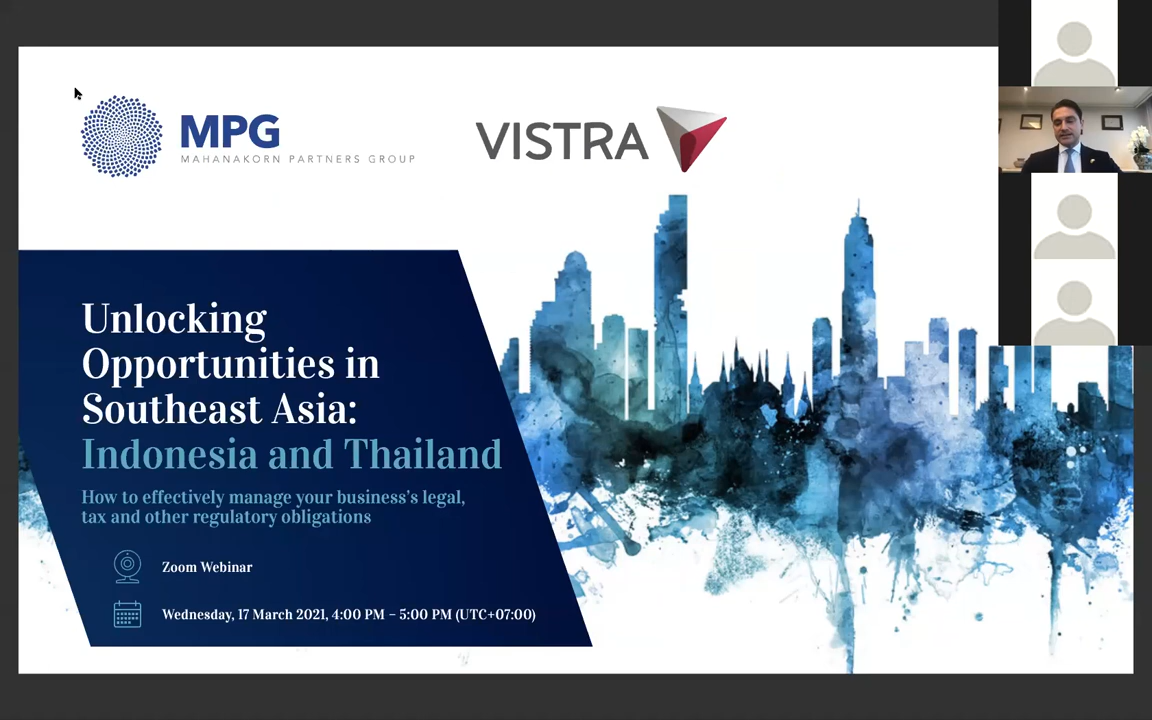 MPG
MAHANAKORN PARTNERS GROUP
VISTRA
Unlocking
Opportunities in
Southeast Asia:
Indonesia and Thailand
How to effectively manage your business's legal,
tax and other regulatory obligations
Zoom Webinar
Wednesday, 17 March 2021, 4:00 PM – 5:00 PM (UTC+07:00)